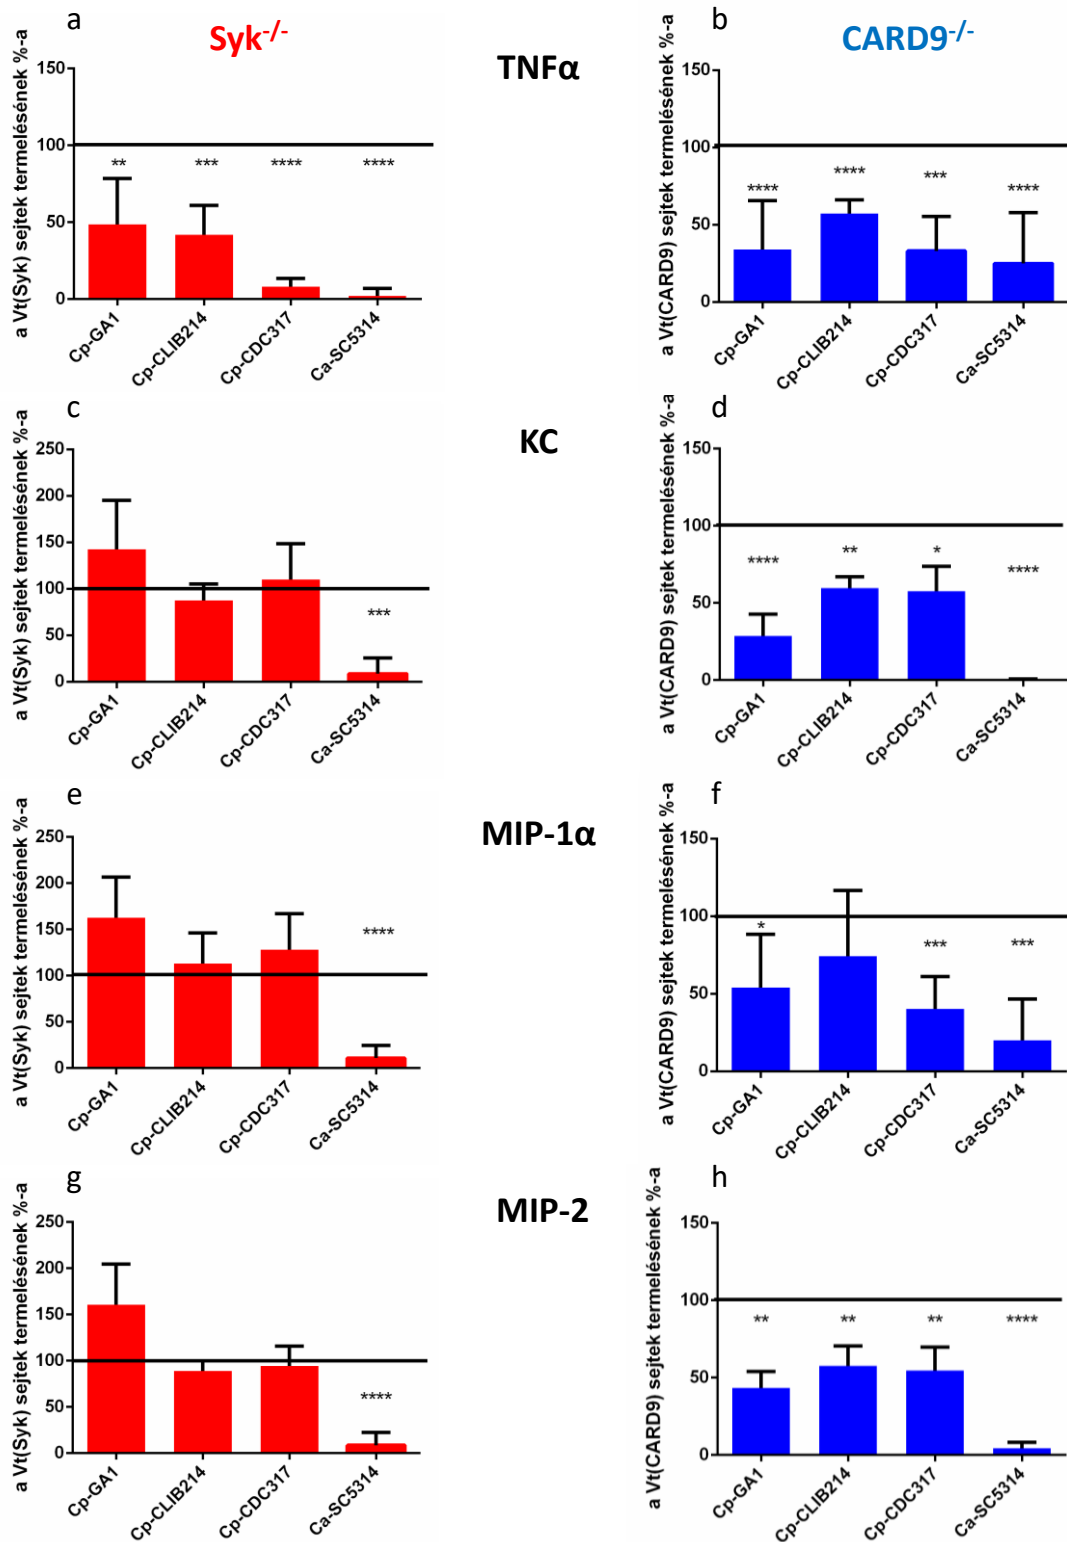 a
Syk-/-
b
CARD9-/-
TNFα
a Vt(Syk) sejtek termelésének %-a
150
100
50
0
** *** **** ****
Cp-GA1
Cp-CLIB214
Cp-CDC317
Ca-SC5314
a Vt(CARD9) sejtek termelésének %-a
150
100
50
0
**** **** *** ****
Cp-GA1
Cp-CLIB214
Cp-CDC317
Ca-SC5314
c
KC
d
a Vt(Syk) sejtek termelésének %-a
250
200
150
100
50
0
***
Cp-GA1
Cp-CLIB214
Cp-CDC317
Ca-SC5314
a Vt(CARD9) sejtek termelésének %-a
150
100
50
0
**** ** * ****
Cp-GA1
Cp-CLIB214
Cp-CDC317
Ca-SC5314
e
MIP-1α
f
a Vt(Syk) sejtek termelésének %-a
250
200
150
100
50
0
****
Cp-GA1
Cp-CLIB214
Cp-CDC317
Ca-SC5314
a Vt(CARD9) sejtek termelésének %-a
150
100
50
0
* *** ***
Cp-GA1
Cp-CLIB214
Cp-CDC317
Ca-SC5314
g
MIP-2
h
a Vt(Syk) sejtek termelésének %-a
250
200
150
100
50
0
****
Cp-GA1
Cp-CLIB214
Cp-CDC317
Ca-SC5314
a Vt(CARD9) sejtek termelésének %-a
150
100
50
0
** ** ** ****
Cp-GA1
Cp-CLIB214
Cp-CDC317
Ca-SC5314